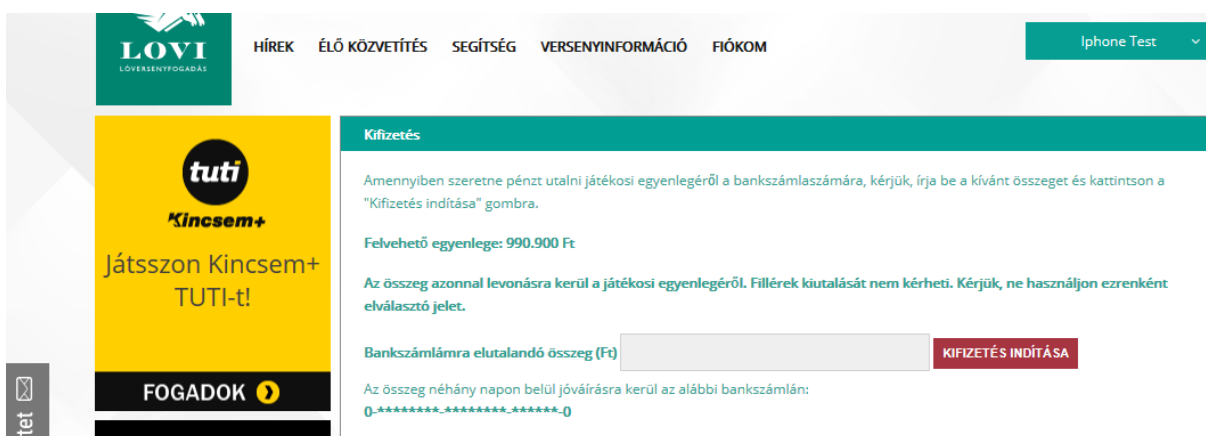 LOVI
LÓVERSENYFOGADÁS
HÍREK ÉLŐ KÖZVETÍTÉS SEGÍTSÉG VERSENYINFORMÁCIÓ FIÓKOM
Iphone Test
tuti
Kincsem+
Játsszon Kincsem+
TUTI-t!
FOGADOK
tet
Kifizetés
Amennyiben szeretne pénzt utalni játékosi egyenlegéről a bankszámlaszámára, kérjük, írja be a kívánt összeget és kattintson a
"Kifizetés indítása" gombra.
Felvehető egyenlege: 990.900 Ft
Az összeg azonnal levonásra kerül a játékosi egyenlegéről. Fillérek kiutalását nem kérheti. Kérjük, ne használjon ezrenként
elválasztó jelet.
Bankszámlámra elutalandó összeg (Ft) KIFIZETÉS INDÍTÁSA
Az összeg néhány napon belül jóváírásra kerül az alábbi bankszámlán:
0-********-********-******-0